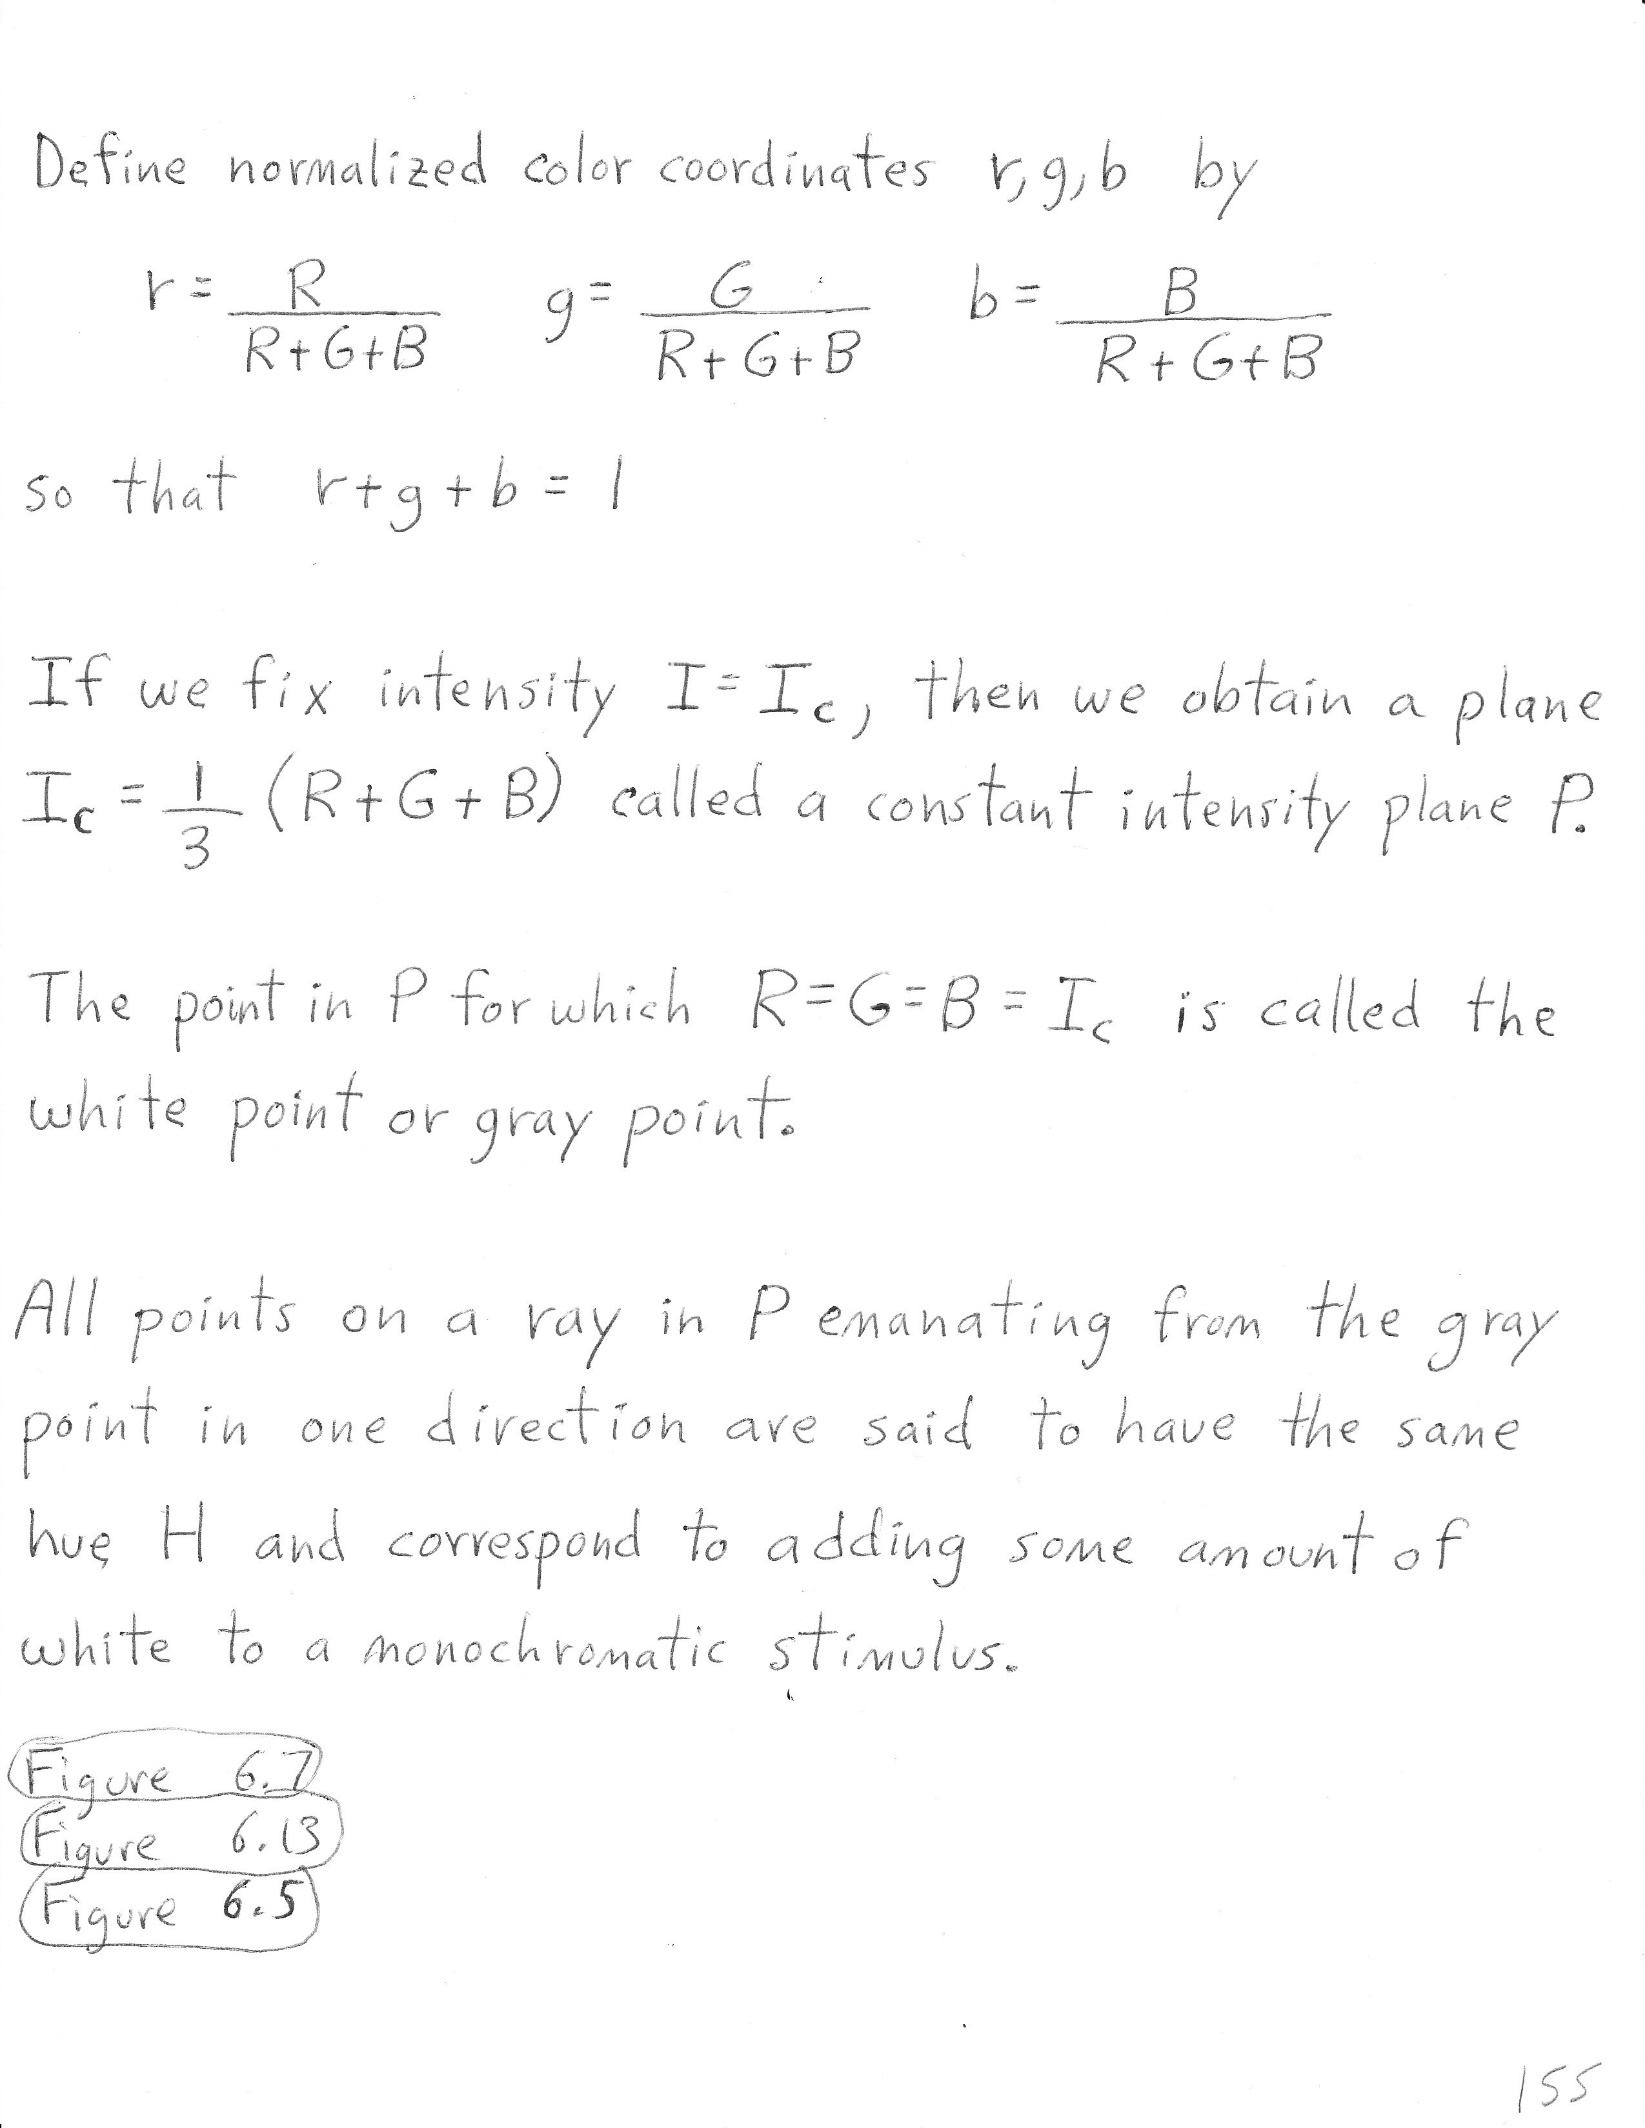 Define normalized color coordinates r, g, b by
r = R / (R+G+B)   g = G / (R+G+B)   b = B / (R+G+B)
so that r+g+b = 1
If we fix intensity I = I_c, then we obtain a plane
I_c = 1/3 (R+G+B) called a constant intensity plane P.
The point in P for which R=G=B=I_c is called the
white point or gray point.
All points on a ray in P emanating from the gray
point in one direction are said to have the same
hue H and correspond to adding some amount of
white to a monochromatic stimulus.
Figure 6.7
Figure 6.13
Figure 6.5
155